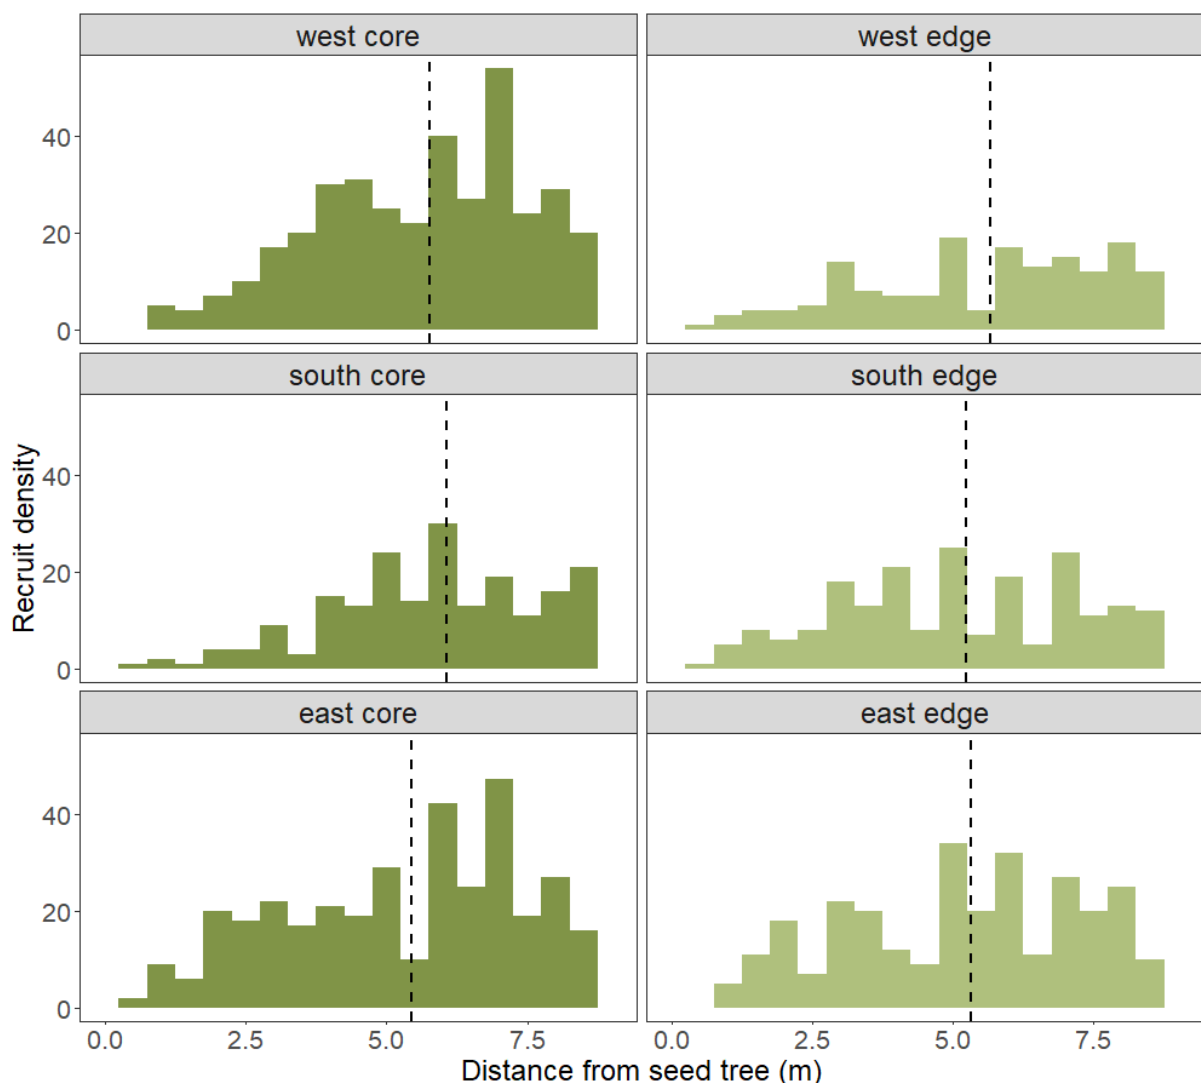 west core
west edge
40
20
0
south core
south edge
40
20
0
Recruit density
east core
east edge
40
20
0
0.0 2.5 5.0 7.5 0.0 2.5 5.0 7.5
Distance from seed tree (m)